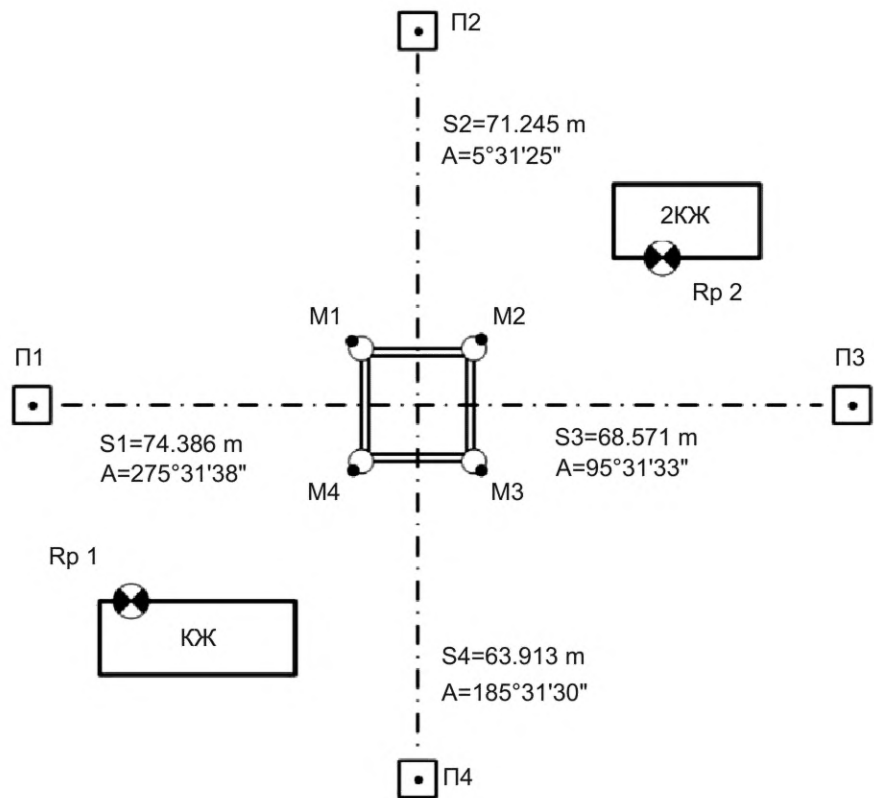 П2
S2=71.245 m
A=5°31'25"
2КЖ
Rp 2
M1
M2
П1
П3
S1=74.386 m
A=275°31'38"
S3=68.571 m
A=95°31'33"
M4
M3
Rp 1
КЖ
S4=63.913 m
A=185°31'30"
П4